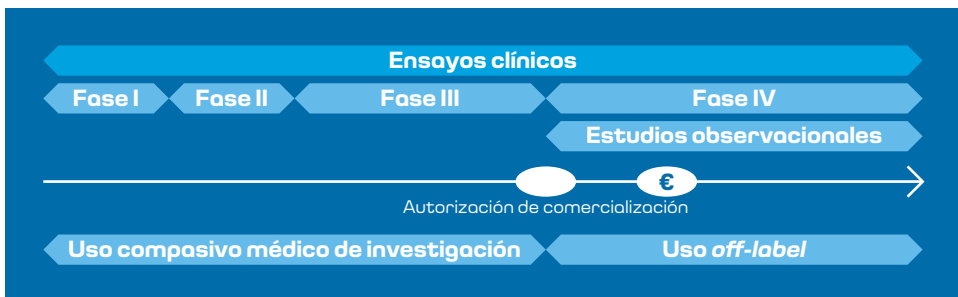 Ensayos clínicos
Fase I Fase II Fase III Fase IV
Estudios observacionales
€
Autorización de comercialización
Uso compasivo médico de investigación Uso off-label